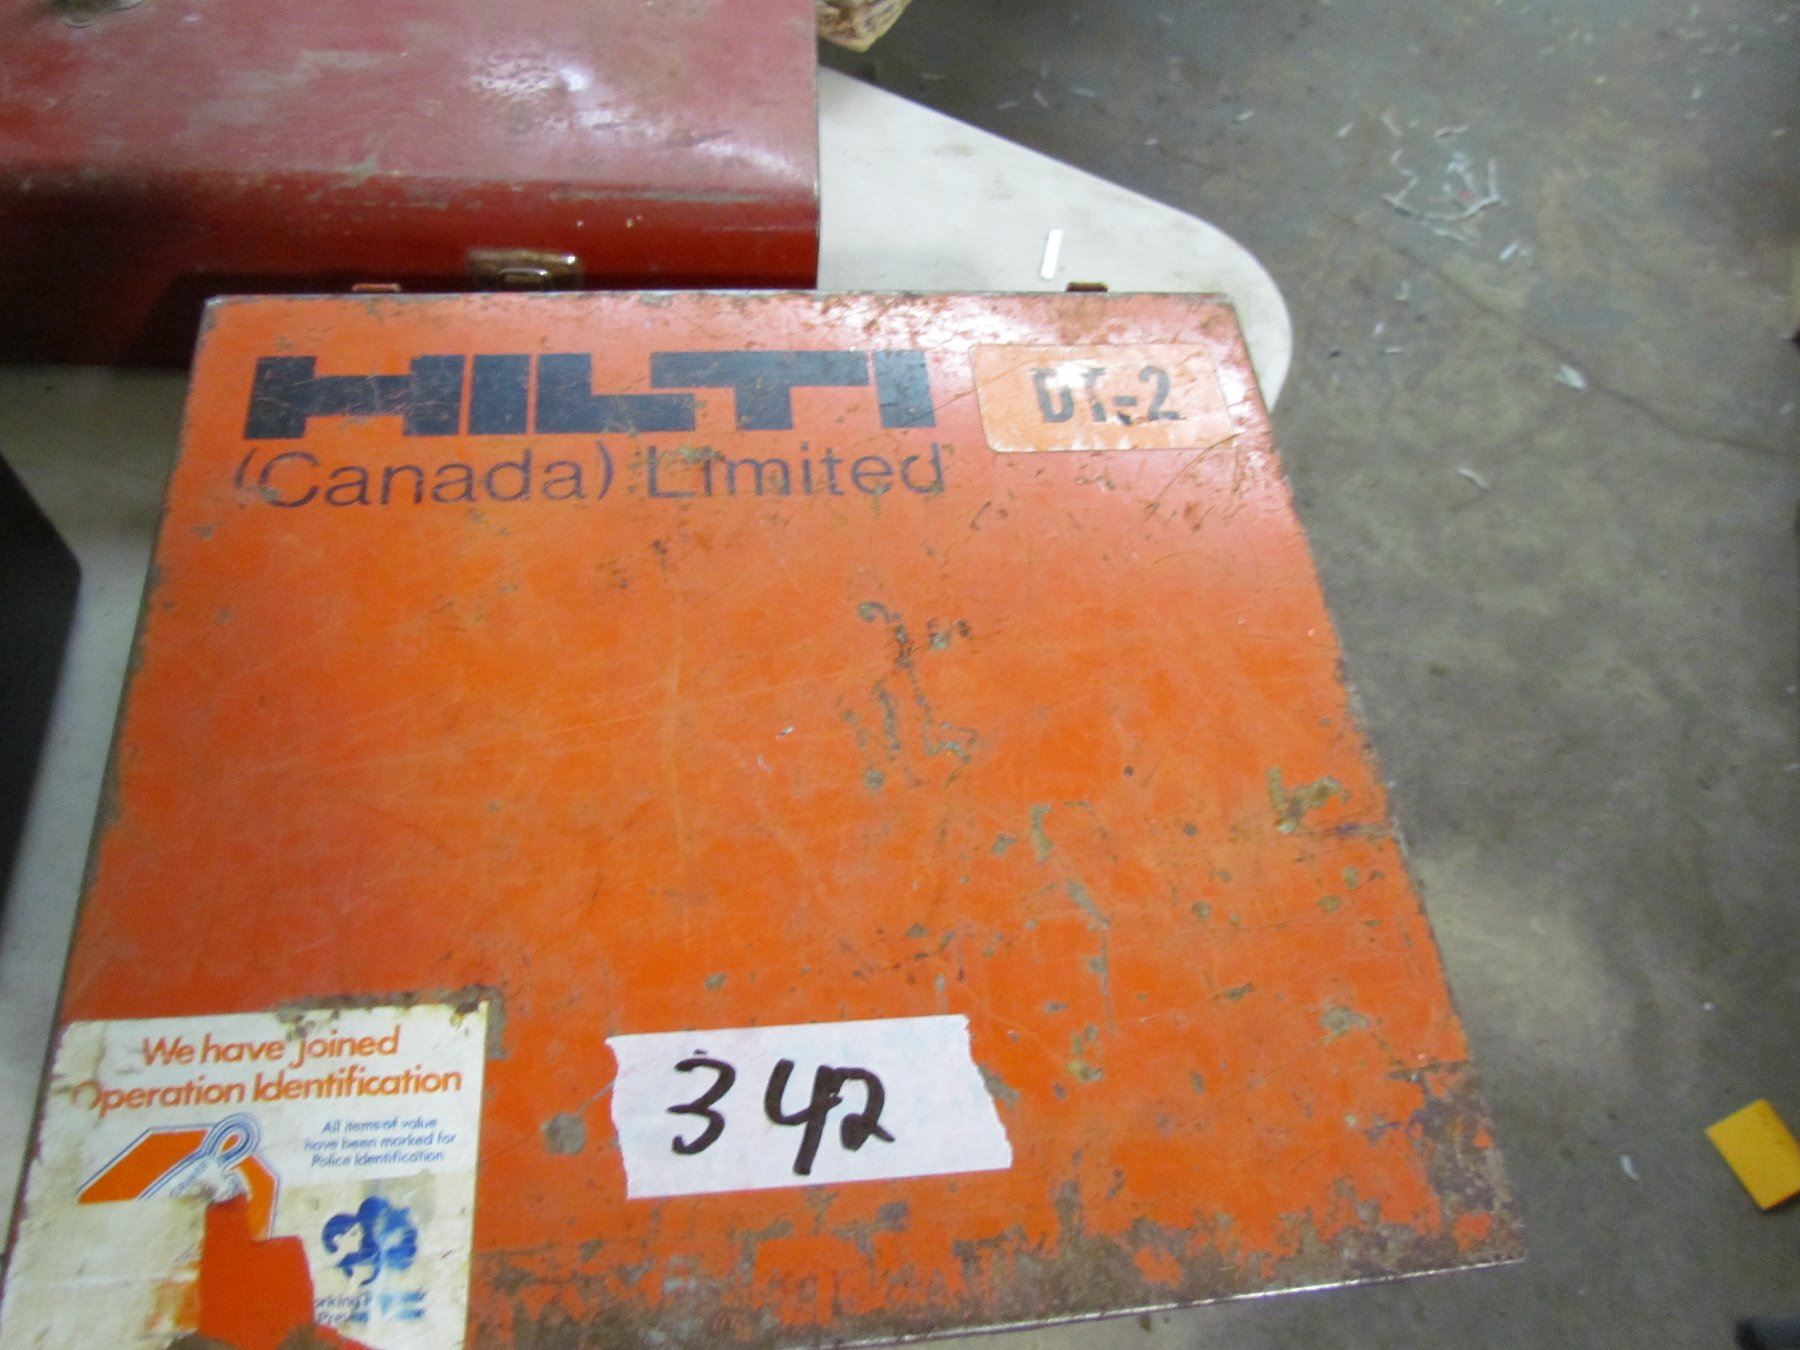 HILTI
DT-2
(Canada) Limited
We have joined
Operation Identification
All items of value
have been marked for
Police Identification
342